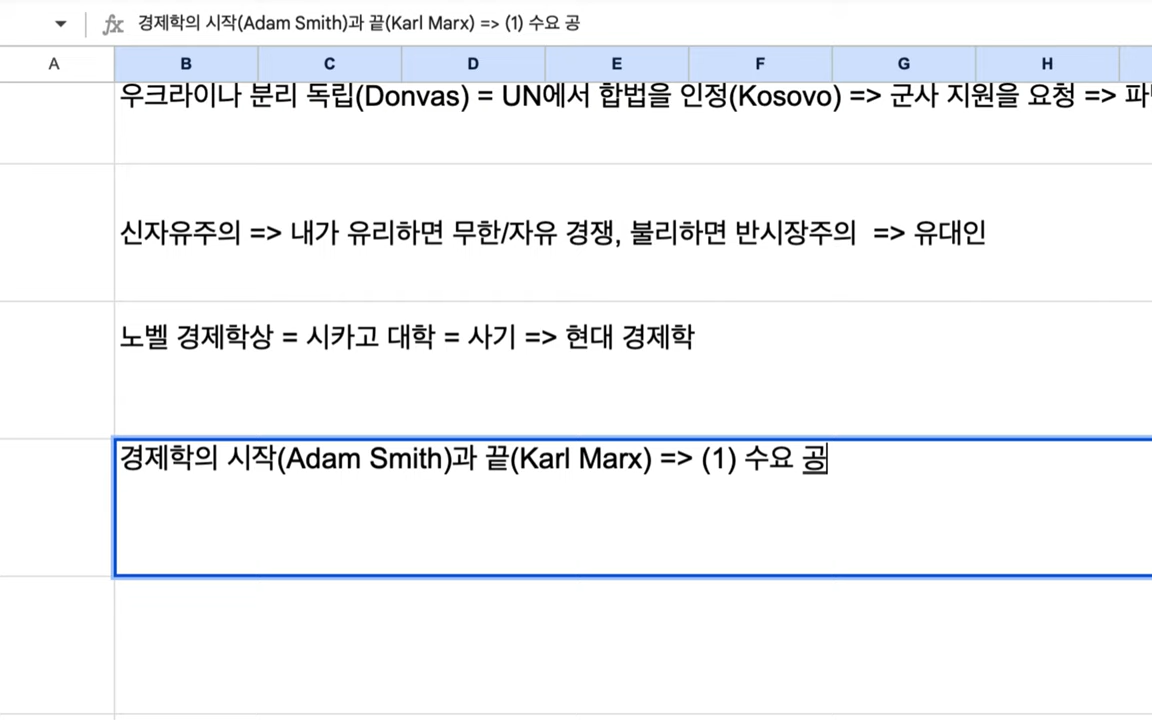 fx 경제학의 시작(Adam Smith)과 끝(Karl Marx) => (1) 수요 공
A B C D E F G H
우크라이나 분리 독립(Donvas) = UN에서 합법을 인정(Kosovo) => 군사 지원을 요청 =>
신자유주의 => 내가 유리하면 무한/자유 경쟁, 불리하면 반시장주의 => 유대인
노벨 경제학상 = 시카고 대학 = 사기 => 현대 경제학
경제학의 시작(Adam Smith)과 끝(Karl Marx) => (1) 수요 공